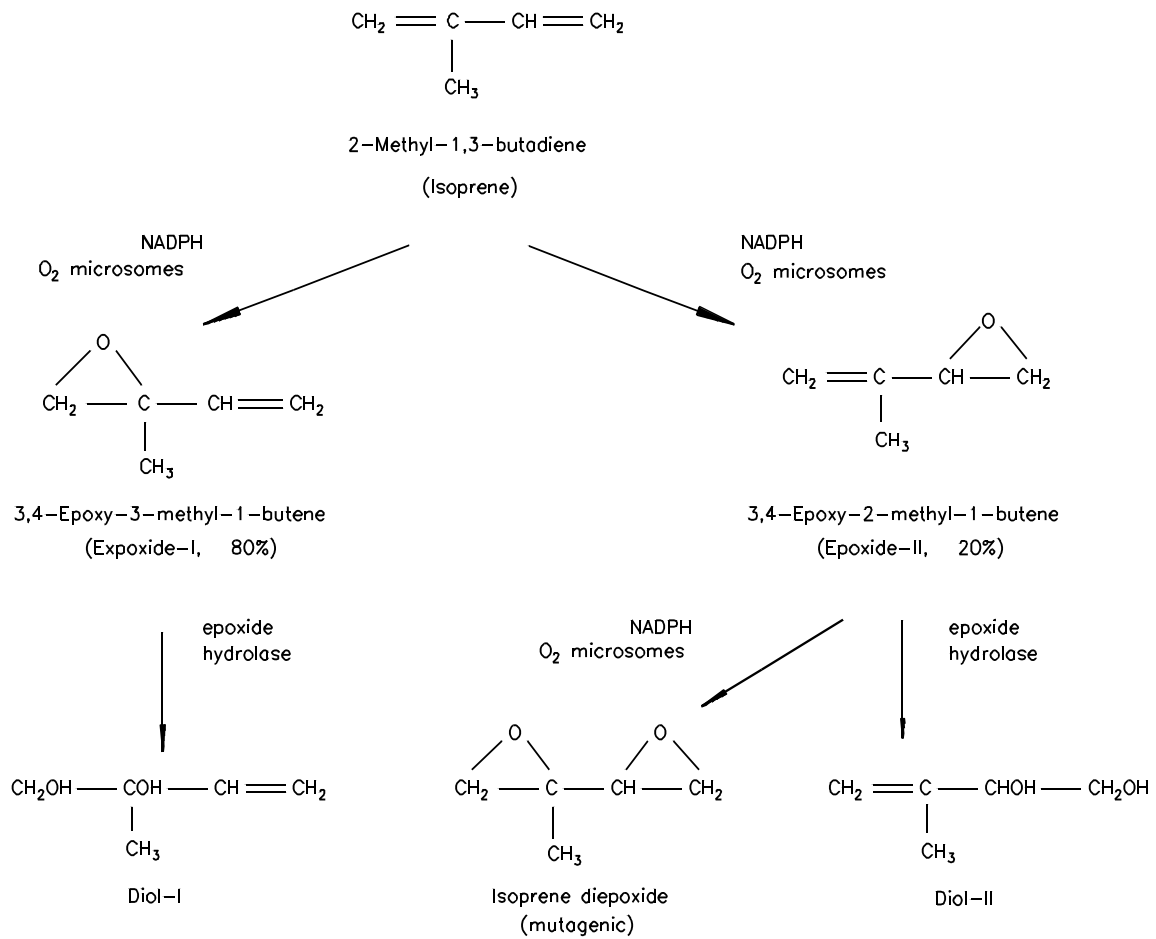 CH₂ C CH CH₂
CH₃
2-Methyl-1,3-butadiene
(Isoprene)
NADPH
O₂ microsomes
NADPH
O₂ microsomes
O
CH₂ C CH CH₂
CH₃
3,4-Epoxy-3-methyl-1-butene
(Expoxide-I, 80%)
O
CH₂ C CH CH₂
CH₃
3,4-Epoxy-2-methyl-1-butene
(Epoxide-II, 20%)
epoxide
hydrolase
NADPH
O₂ microsomes
epoxide
hydrolase
CH₂OH COH CH CH₂
CH₃
Diol-I
O O
CH₂ C CH CH₂
CH₃
Isoprene diepoxide
(mutagenic)
CH₂ C CHOH CH₂OH
CH₃
Diol-II